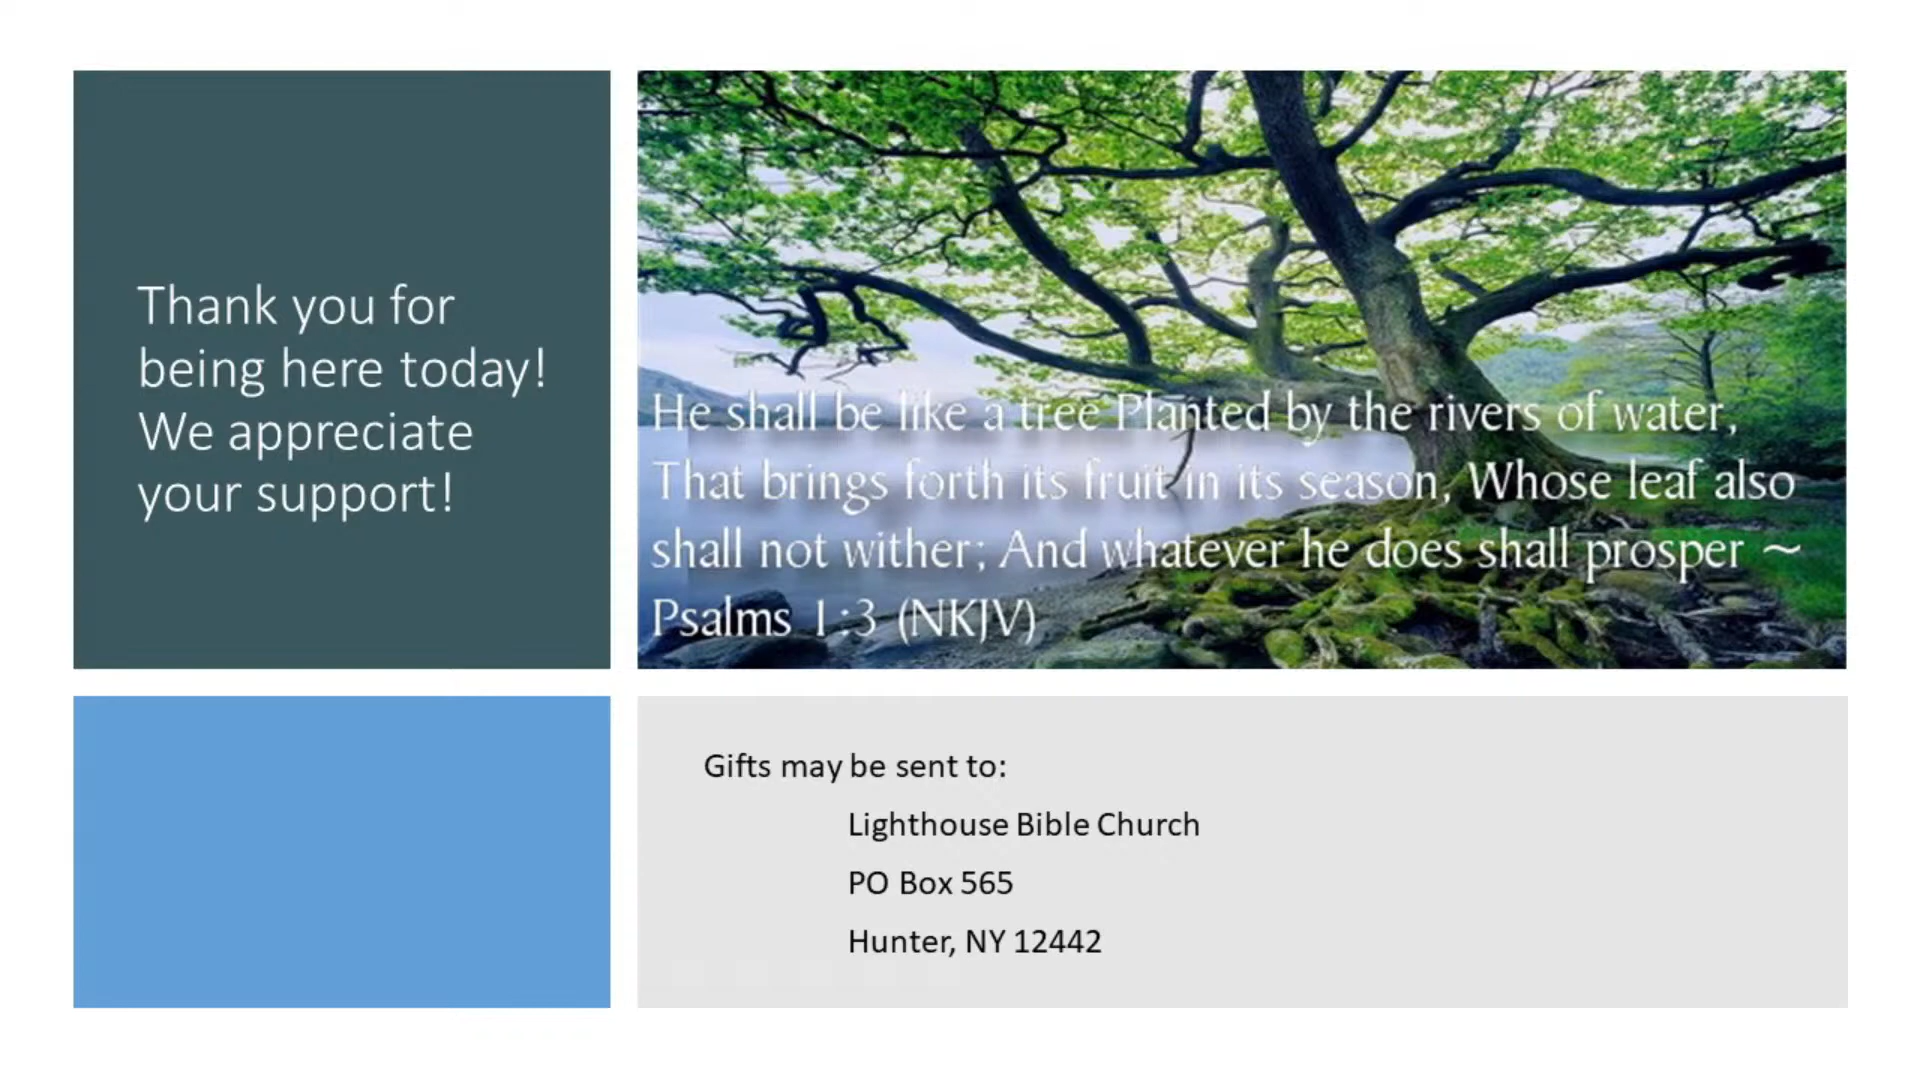 Thank you for
being here today!
We appreciate
your support!
He shall be like a tree Planted by the rivers of water,
That brings forth its fruit in its season, Whose leaf also
shall not wither; And whatever he does shall prosper ~
Psalms 1:3 (NKJV)
Gifts may be sent to:
Lighthouse Bible Church
PO Box 565
Hunter, NY 12442